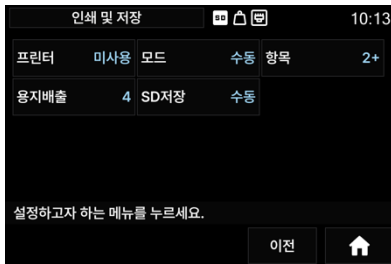 인쇄 및 저장 SD 10:13
프린터 미사용 모드 수동 항목 2+
용지배출 4 SD저장 수동
설정하고자 하는 메뉴를 누르세요.
이전